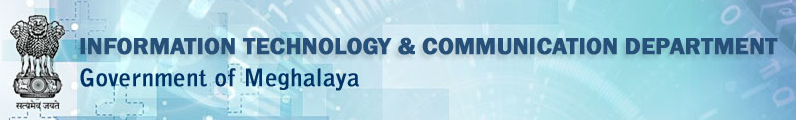 INFORMATION TECHNOLOGY & COMMUNICATION DEPARTMENT
Government of Meghalaya
सत्यमेव जयते